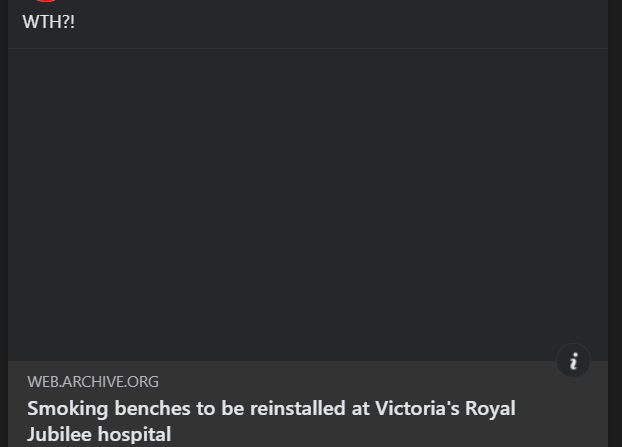 WTH?!
i
WEB.ARCHIVE.ORG
Smoking benches to be reinstalled at Victoria's Royal
Jubilee hospital